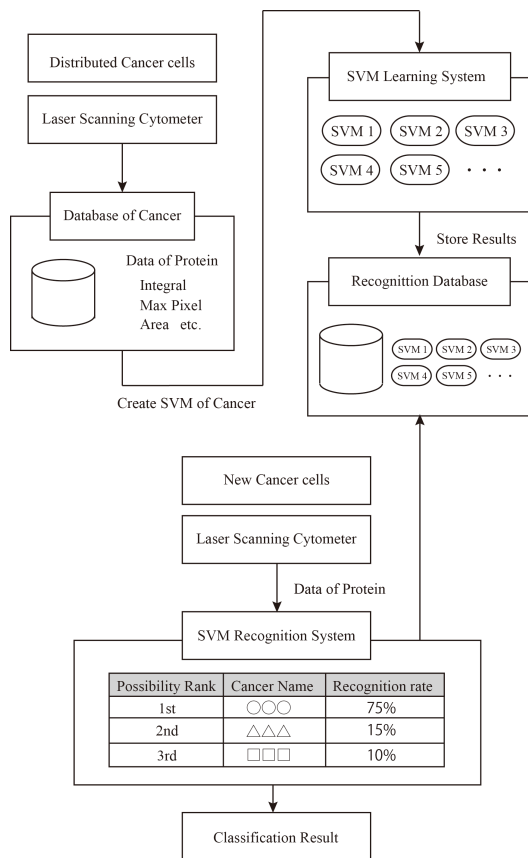 Distributed Cancer cells
Laser Scanning Cytometer
Database of Cancer
Data of Protein
Integral
Max Pixel
Area etc.
Create SVM of Cancer
SVM Learning System
SVM 1 SVM 2 SVM 3
SVM 4 SVM 5 · · ·
Store Results
Recognittion Database
SVM 1 SVM 2 SVM 3
SVM 4 SVM 5 · · ·
New Cancer cells
Laser Scanning Cytometer
Data of Protein
SVM Recognition System
Possibility Rank Cancer Name Recognition rate
1st ○○○ 75%
2nd △△△ 15%
3rd □□□ 10%
Classification Result